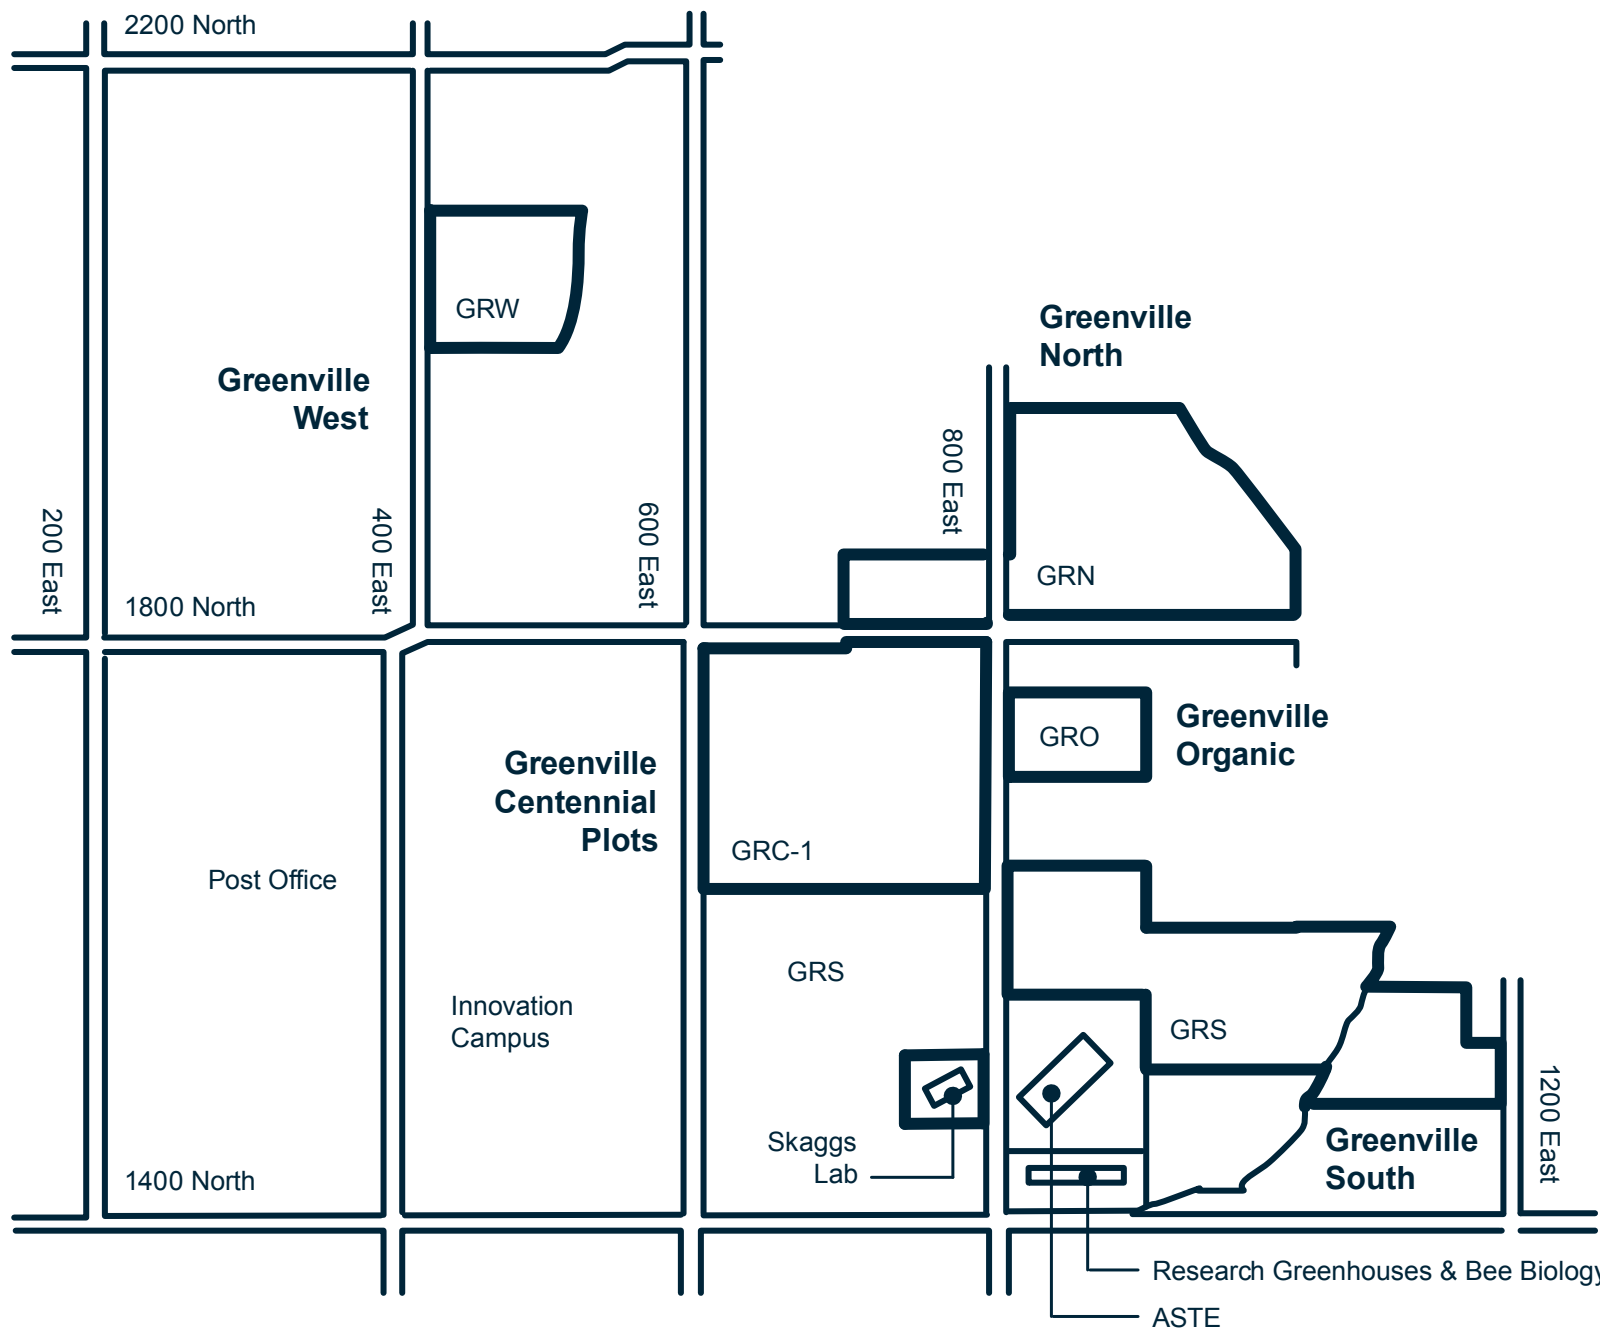 2200 North
GRW
Greenville
North
Greenville
West
800 East
200 East
400 East
600 East
GRN
1800 North
Greenville
Organic
GRO
Greenville
Centennial
Plots
GRC-1
Post Office
GRS
Innovation
Campus
GRS
1200 East
Skaggs
Lab
Greenville
South
1400 North
Research Greenhouses & Bee Biology
ASTE